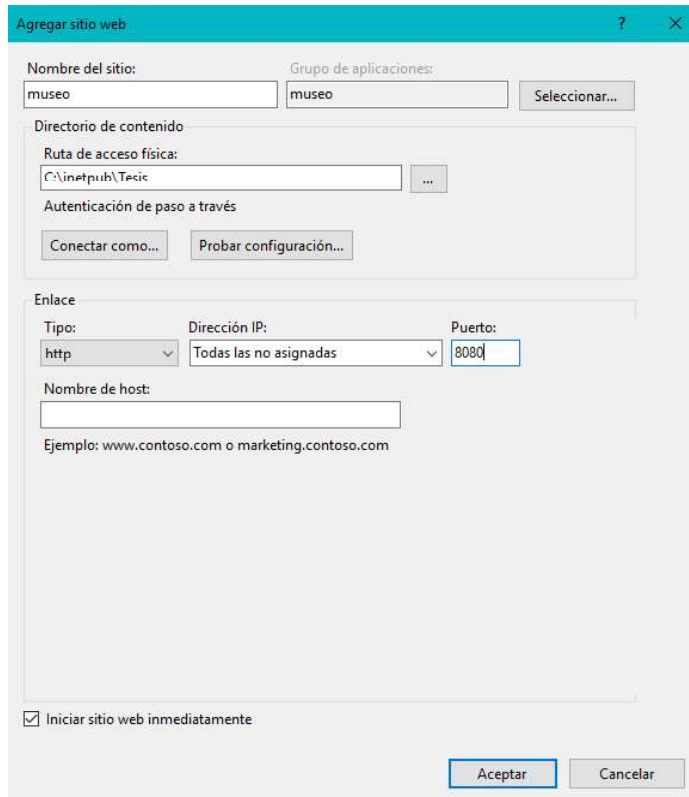 Agregar sitio web ? X
Nombre del sitio: Grupo de aplicaciones:
museo museo Seleccionar...
Directorio de contenido
Ruta de acceso física:
C:\inetpub\Tesis ...
Autenticación de paso a través
Conectar como... Probar configuración...
Enlace
Tipo: Dirección IP: Puerto:
http Todas las no asignadas 8080
Nombre de host:
Ejemplo: www.contoso.com o marketing.contoso.com
Iniciar sitio web inmediatamente
Aceptar Cancelar